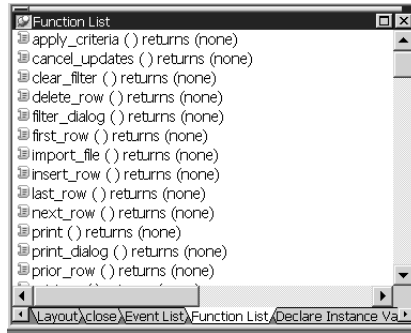 Function List
apply_criteria ( ) returns (none)
cancel_updates ( ) returns (none)
clear_filter ( ) returns (none)
delete_row ( ) returns (none)
filter_dialog ( ) returns (none)
first_row ( ) returns (none)
import_file ( ) returns (none)
insert_row ( ) returns (none)
last_row ( ) returns (none)
next_row ( ) returns (none)
print ( ) returns (none)
print_dialog ( ) returns (none)
prior_row ( ) returns (none)
Layout close Event List Function List Declare Instance Va